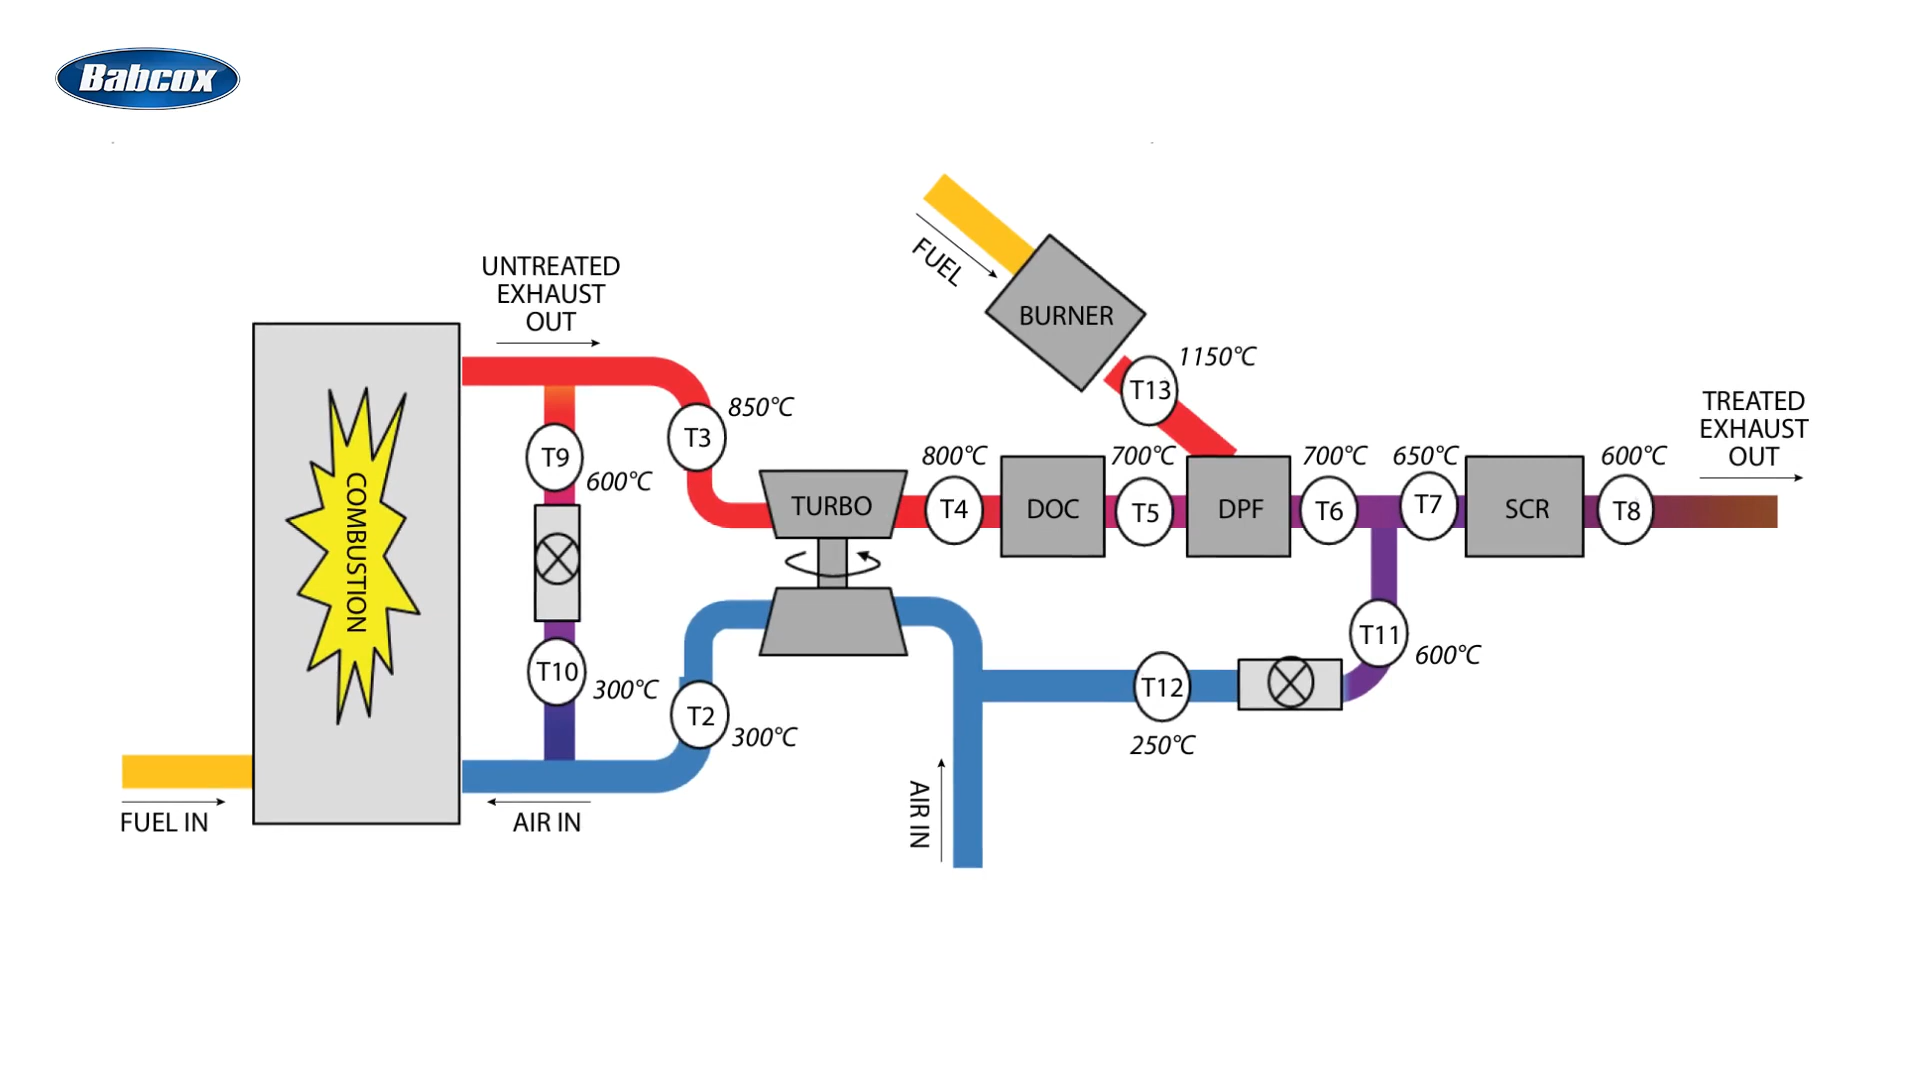 Babcox
FUEL
BURNER
1150°C
T13
UNTREATED
EXHAUST
OUT
TREATED
EXHAUST
OUT
850°C
T3
T9
600°C
COMBUSTION
TURBO
800°C
T4
DOC
700°C
T5
DPF
700°C
T6
650°C
T7
SCR
600°C
T8
T10
300°C
T2
300°C
T11
600°C
T12
250°C
AIR IN
FUEL IN
AIR IN